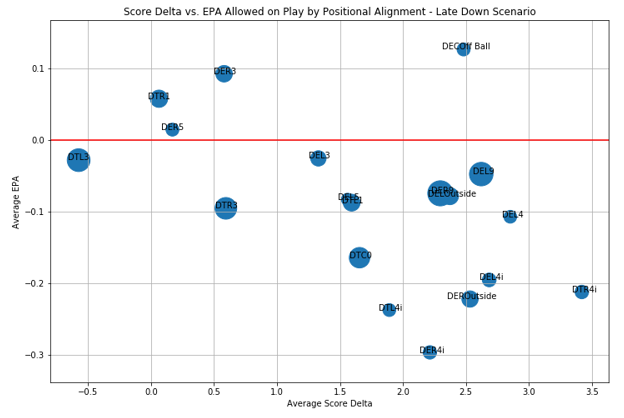 Score Delta vs. EPA Allowed on Play by Positional Alignment - Late Down Scenario
DECOff Ball
DER3
DTR1
DER5
DTL3
DEL3
DEL9
DEL5
DTL1
DER9
DELOutside
DTR3
DEL4
DTC0
DEL4i
DTR4i
DEROutside
DTL4i
DER4i
0.1
0.0
−0.1
−0.2
−0.3
Average EPA
−0.5 0.0 0.5 1.0 1.5 2.0 2.5 3.0 3.5
Average Score Delta